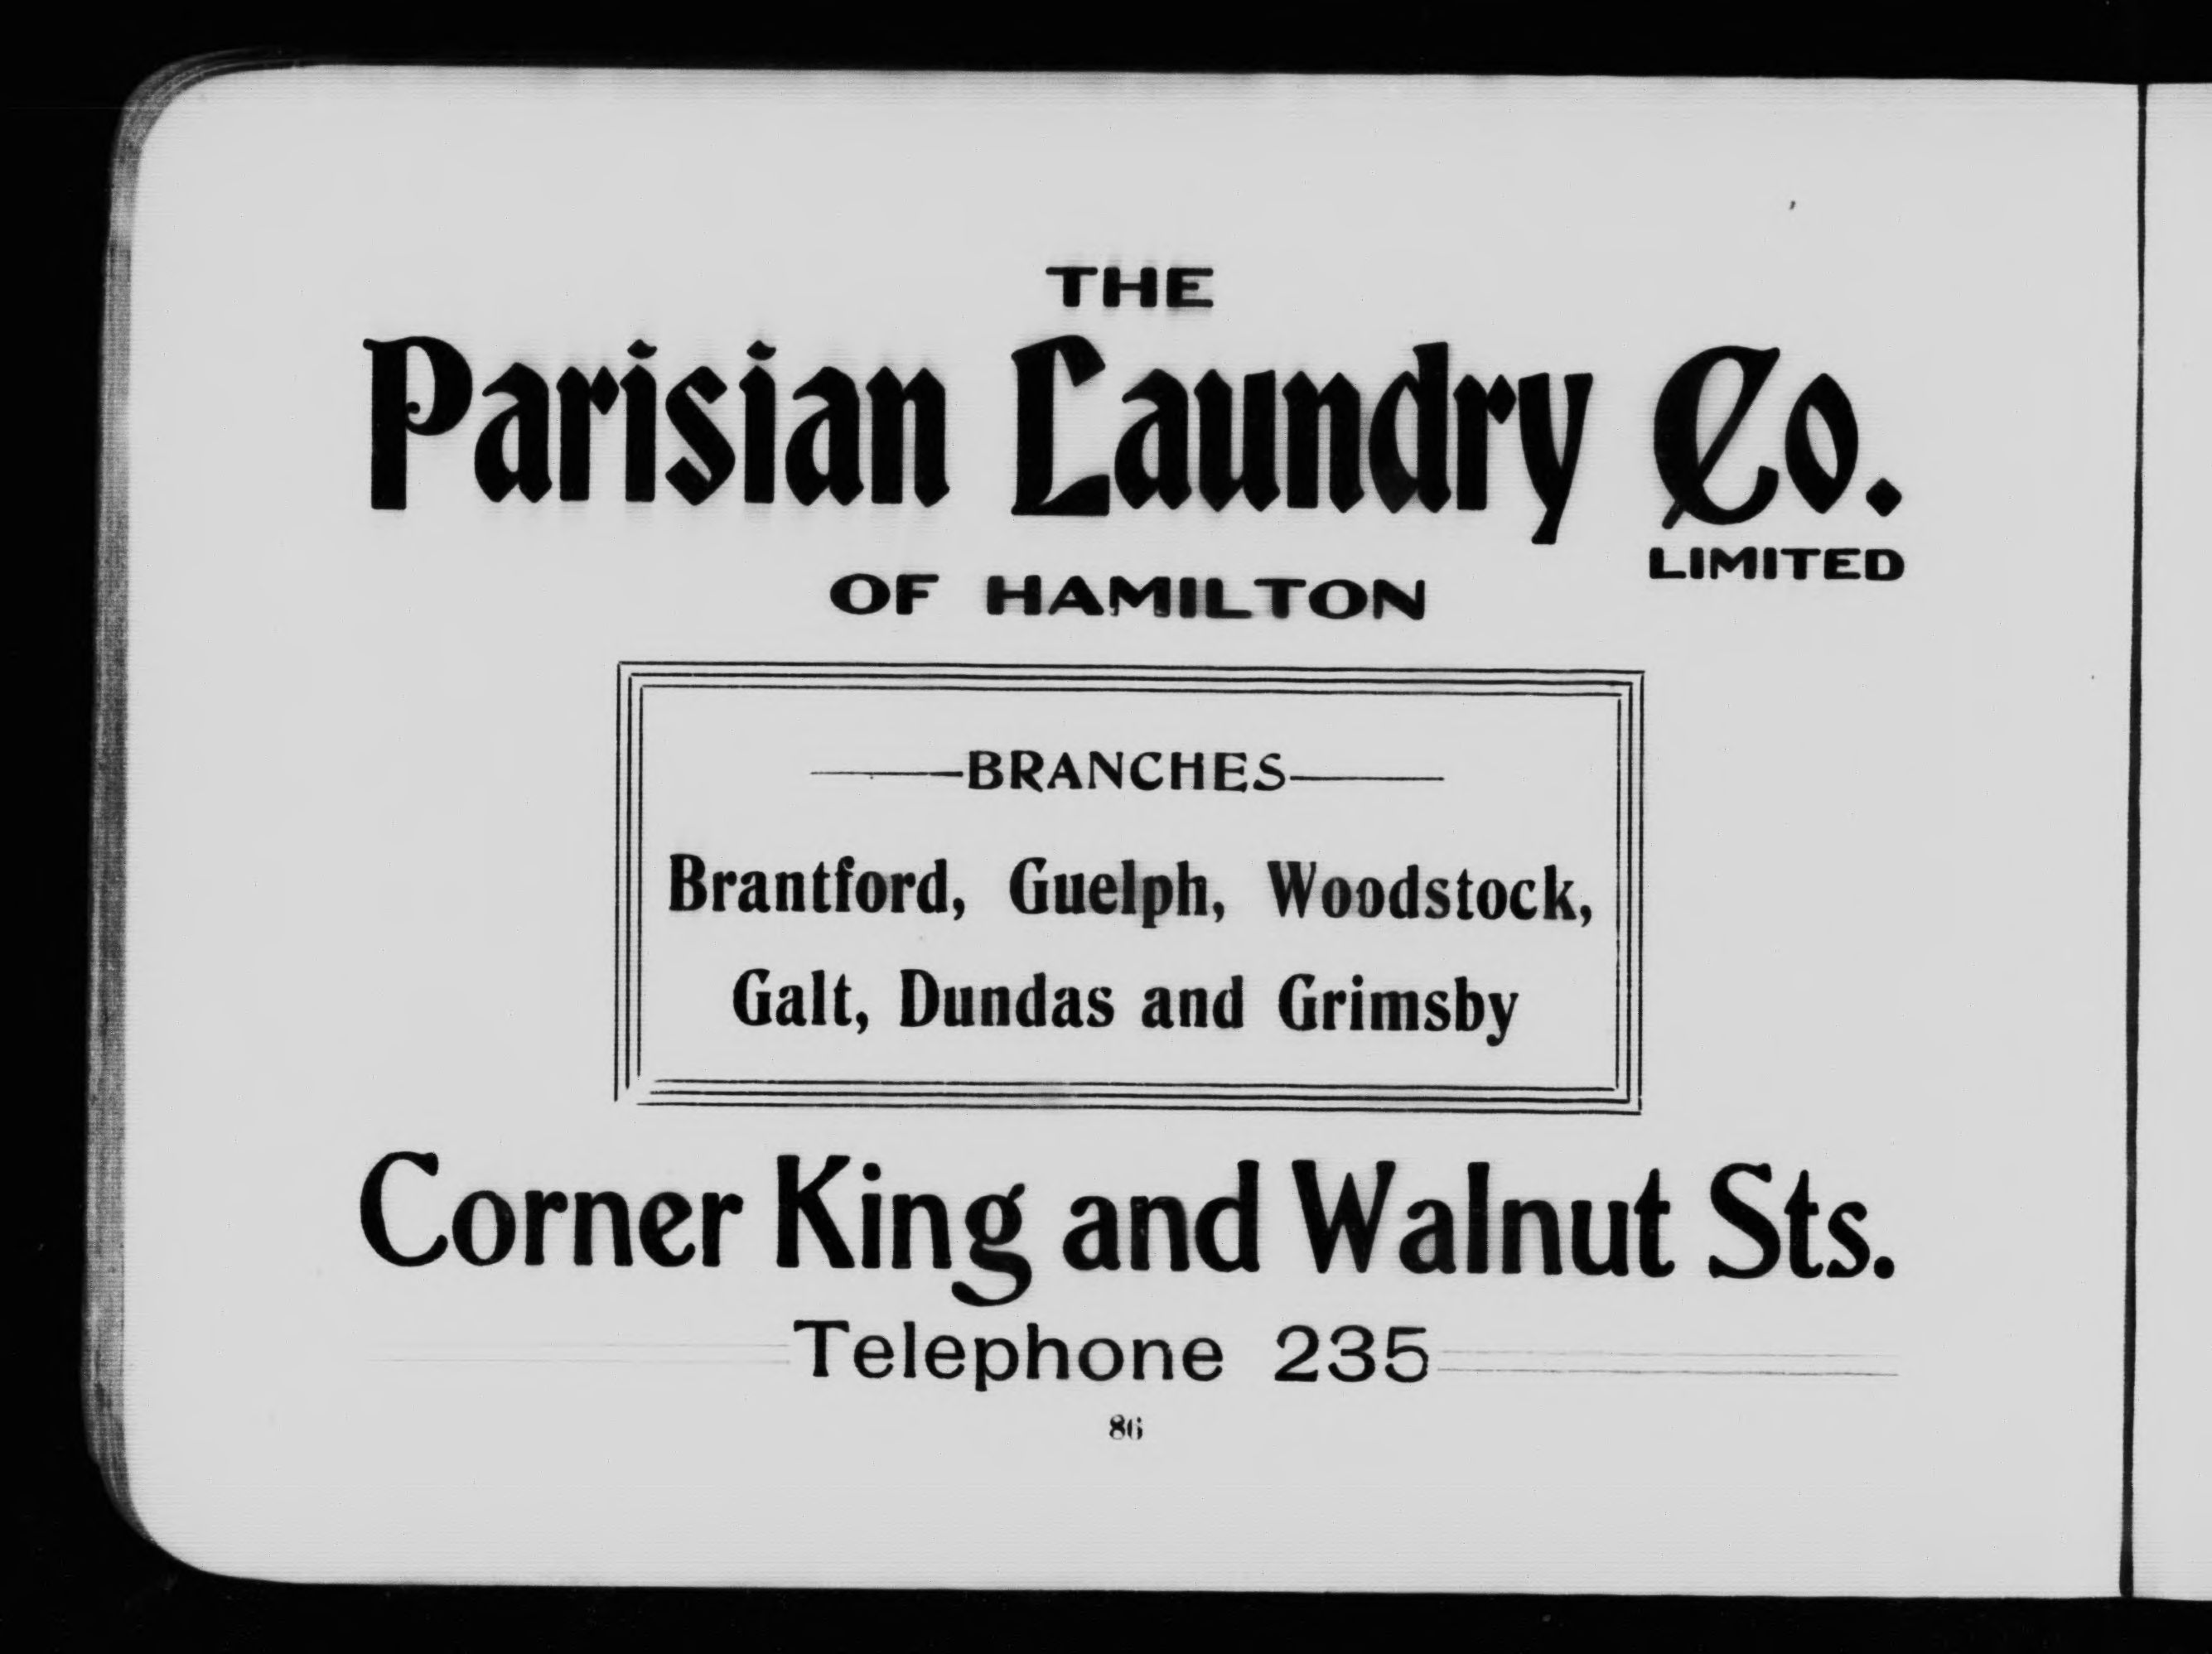 THE
Parisian Laundry Co.
LIMITED
OF HAMILTON
BRANCHES
Brantford, Guelph, Woodstock,
Galt, Dundas and Grimsby
Corner King and Walnut Sts.
Telephone 235
86